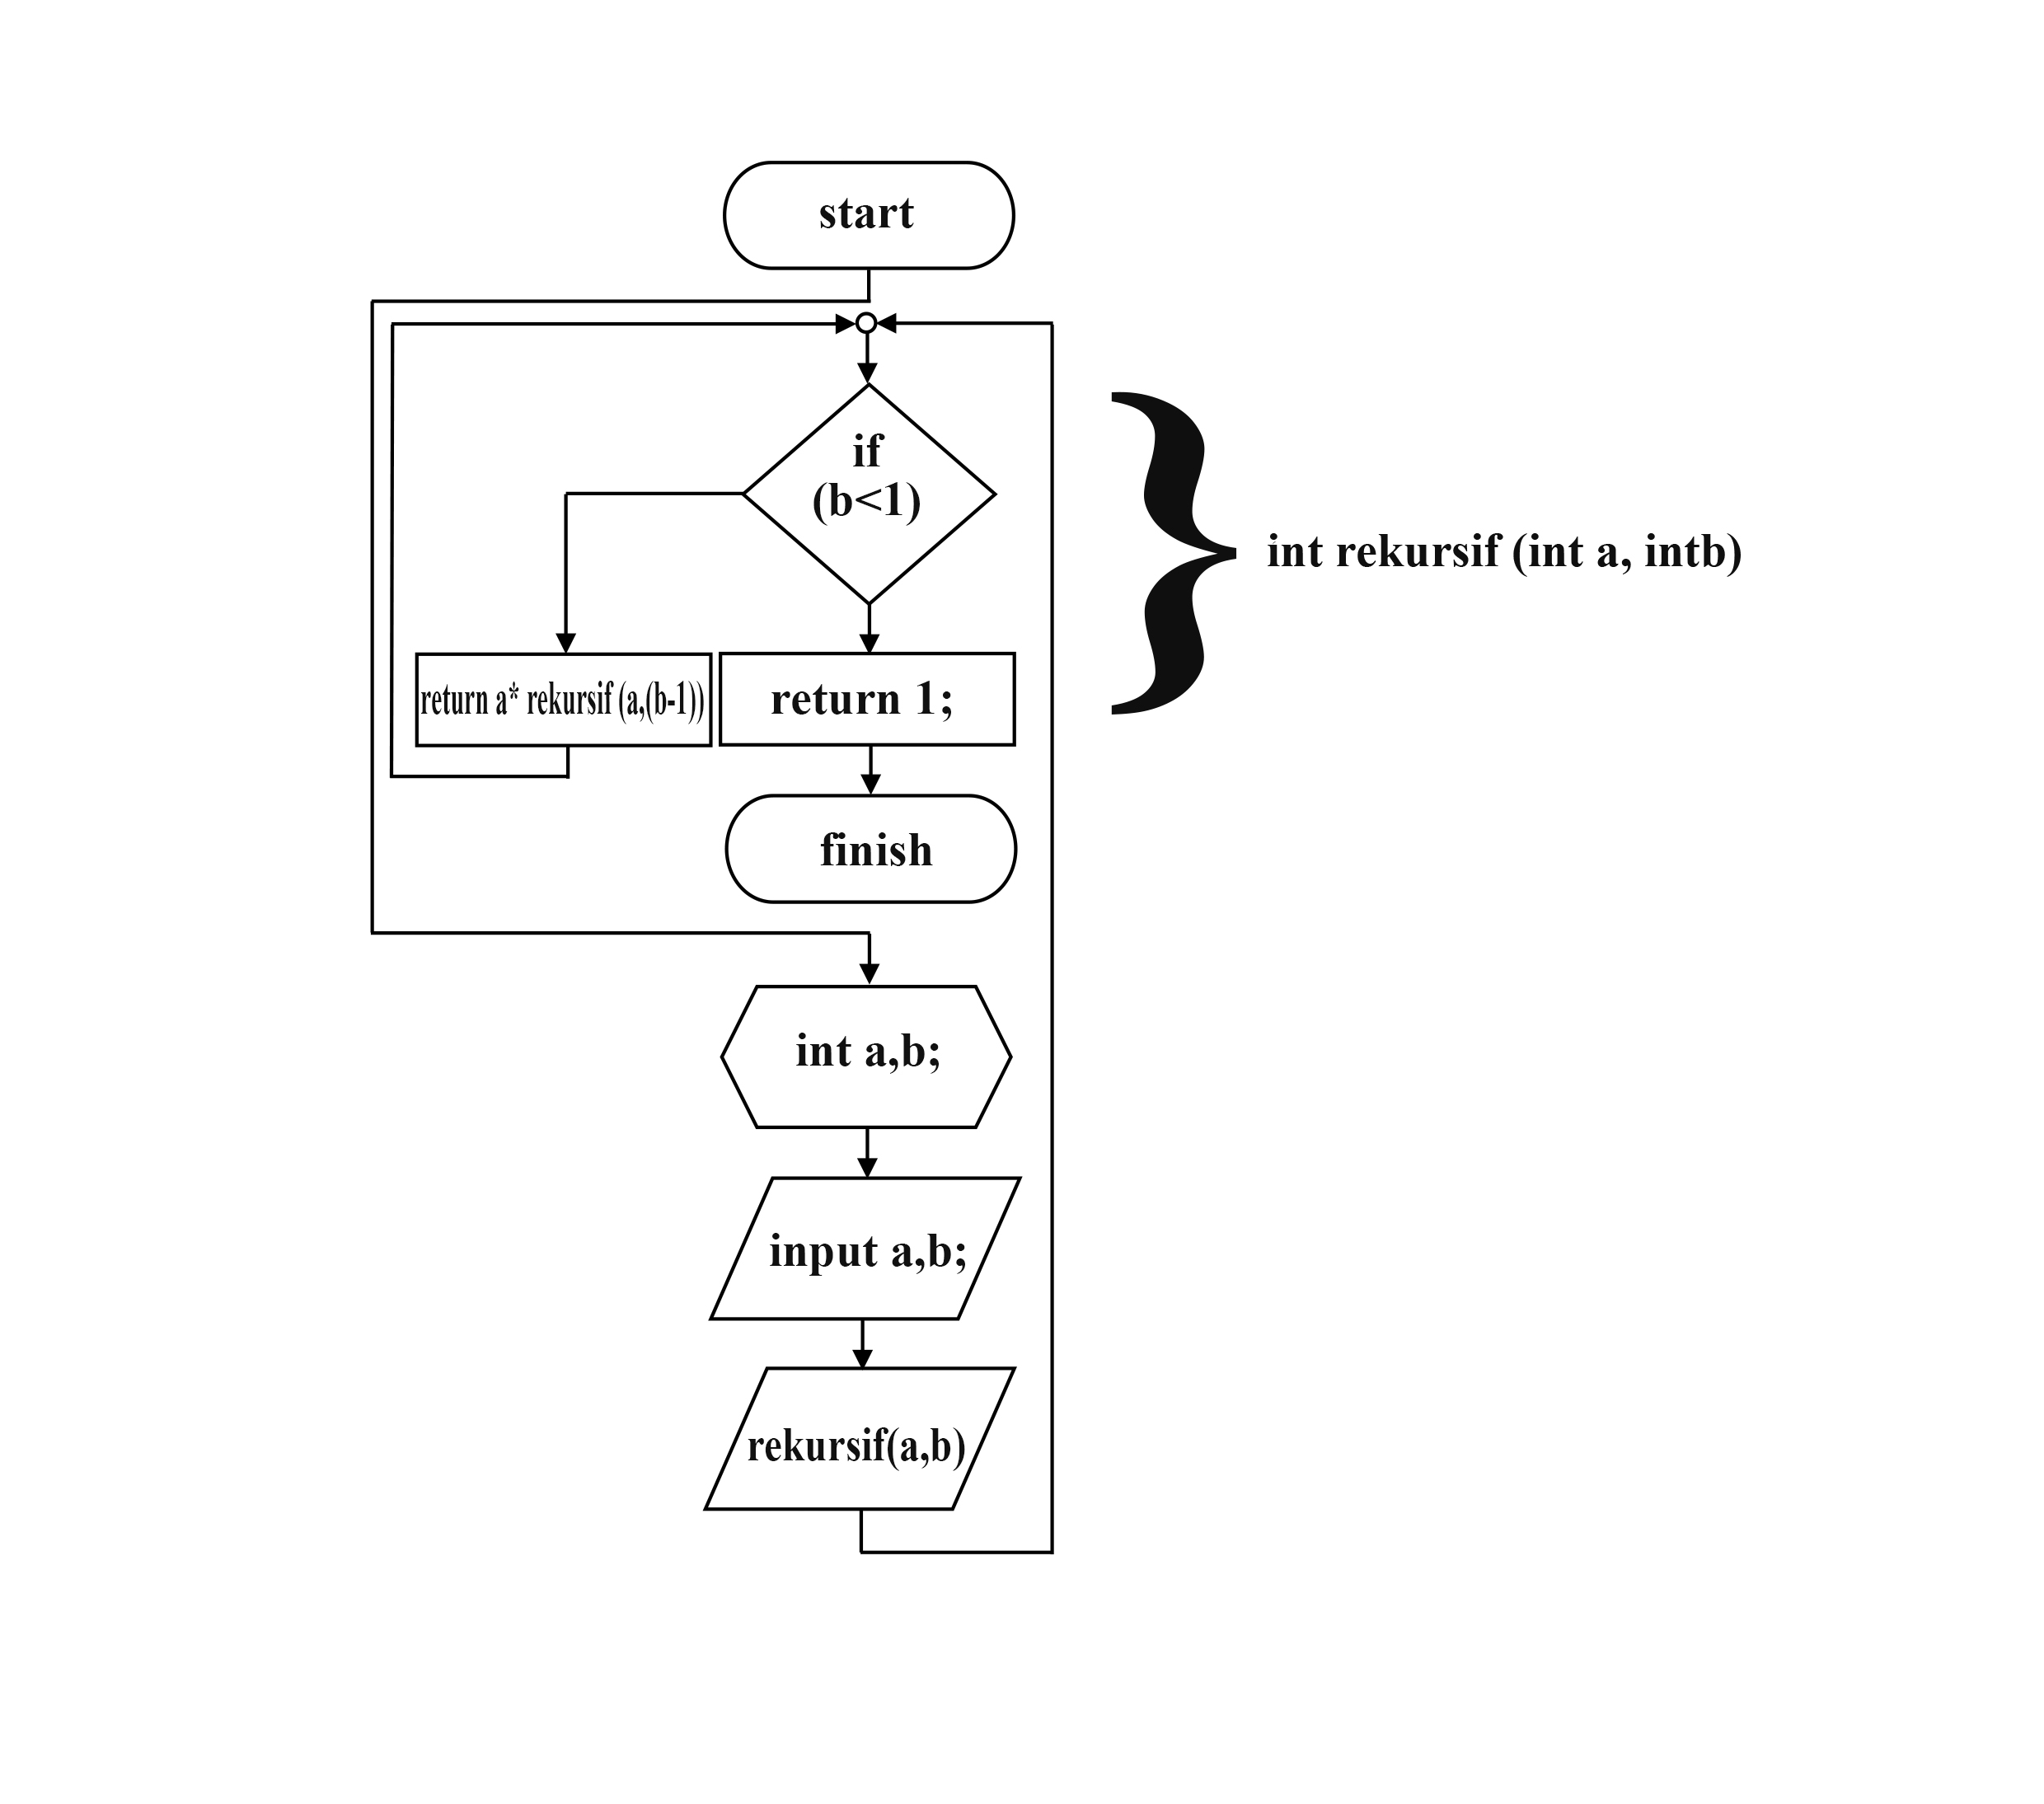 start
if
(b<1)
int rekursif (int a, intb)
return a* rekursif (a,(b-1))
return 1;
finish
int a,b;
input a,b;
rekursif(a,b)